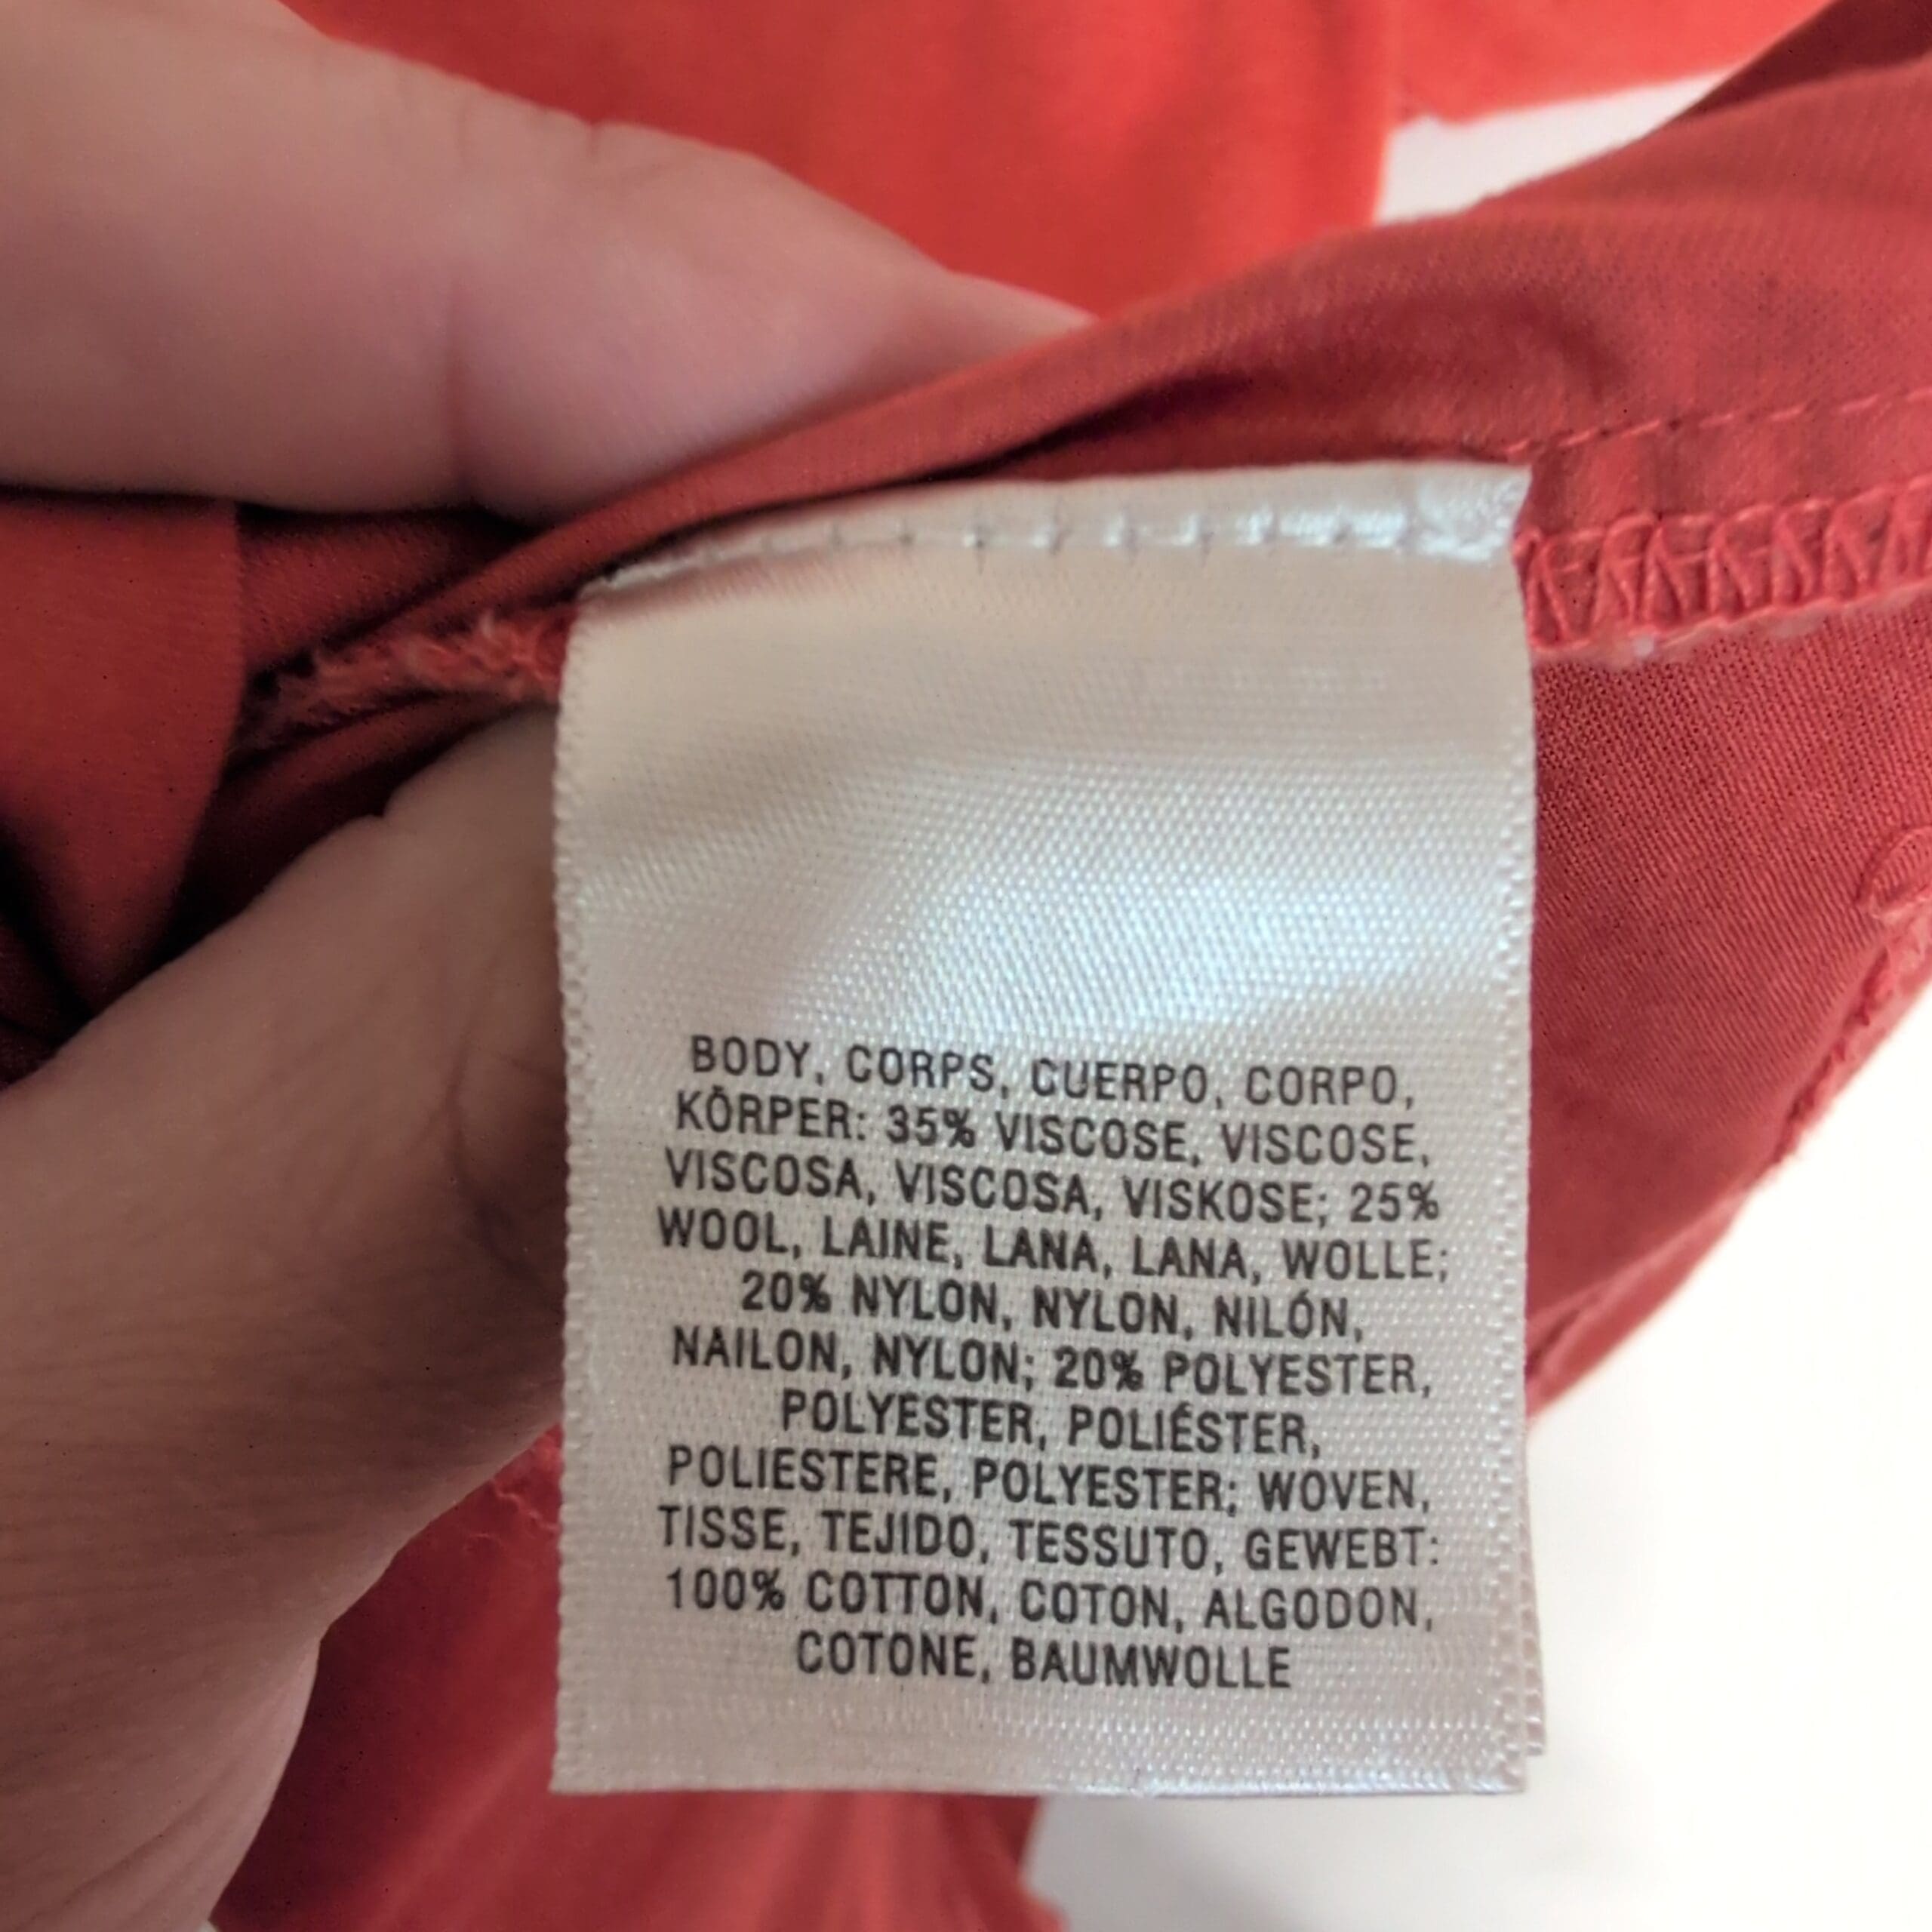 BODY, CORPS, CUERPO, CORPO,
KÖRPER: 35% VISCOSE, VISCOSE,
VISCOSA, VISCOSA, VISKOSE; 25%
WOOL, LAINE, LANA, LANA, WOLLE;
20% NYLON, NYLON, NILÓN,
NAILON, NYLON; 20% POLYESTER,
POLYESTER, POLIÉSTER,
POLIESTERE, POLYESTER; WOVEN,
TISSE, TEJIDO, TESSUTO, GEWEBT:
100% COTTON, COTON, ALGODON,
COTONE, BAUMWOLLE